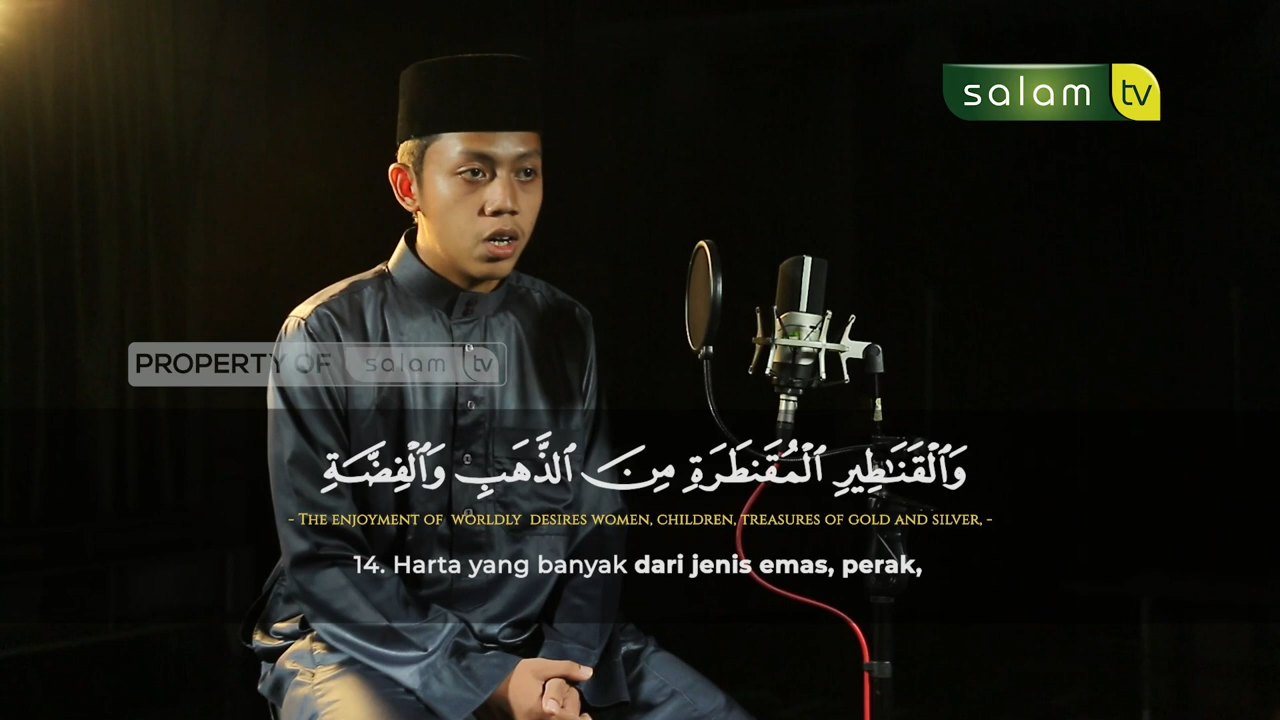 salam tv
PROPERTY OF salam tv
وَٱلْقَنَٰطِيرِ ٱلْمُقَنطَرَةِ مِنَ ٱلذَّهَبِ وَٱلْفِضَّةِ
- THE ENJOYMENT OF WORLDLY DESIRES WOMEN, CHILDREN, TREASURES OF GOLD AND SILVER, -
14. Harta yang banyak dari jenis emas, perak,